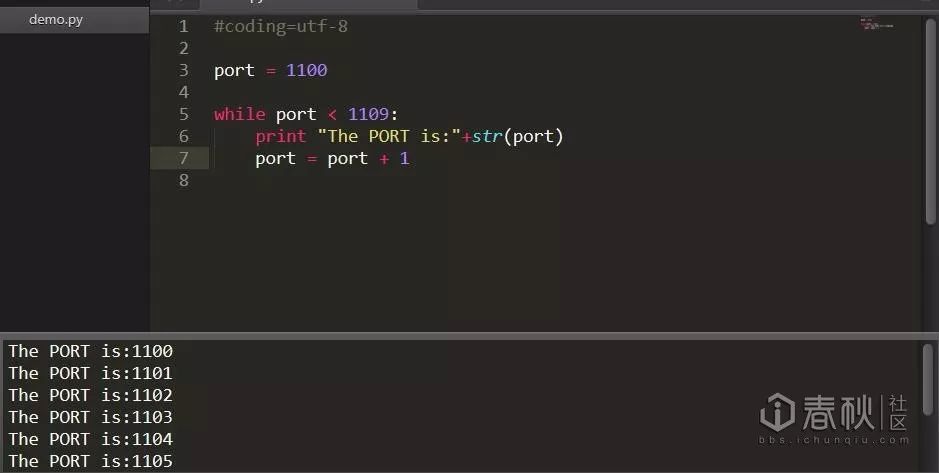 demo.py
1 #coding=utf-8
2
3 port = 1100
4
5 while port < 1109:
6     print "The PORT is:"+str(port)
7     port = port + 1
8
The PORT is:1100
The PORT is:1101
The PORT is:1102
The PORT is:1103
The PORT is:1104
The PORT is:1105
春秋 社区
bbs.ichunqiu.com